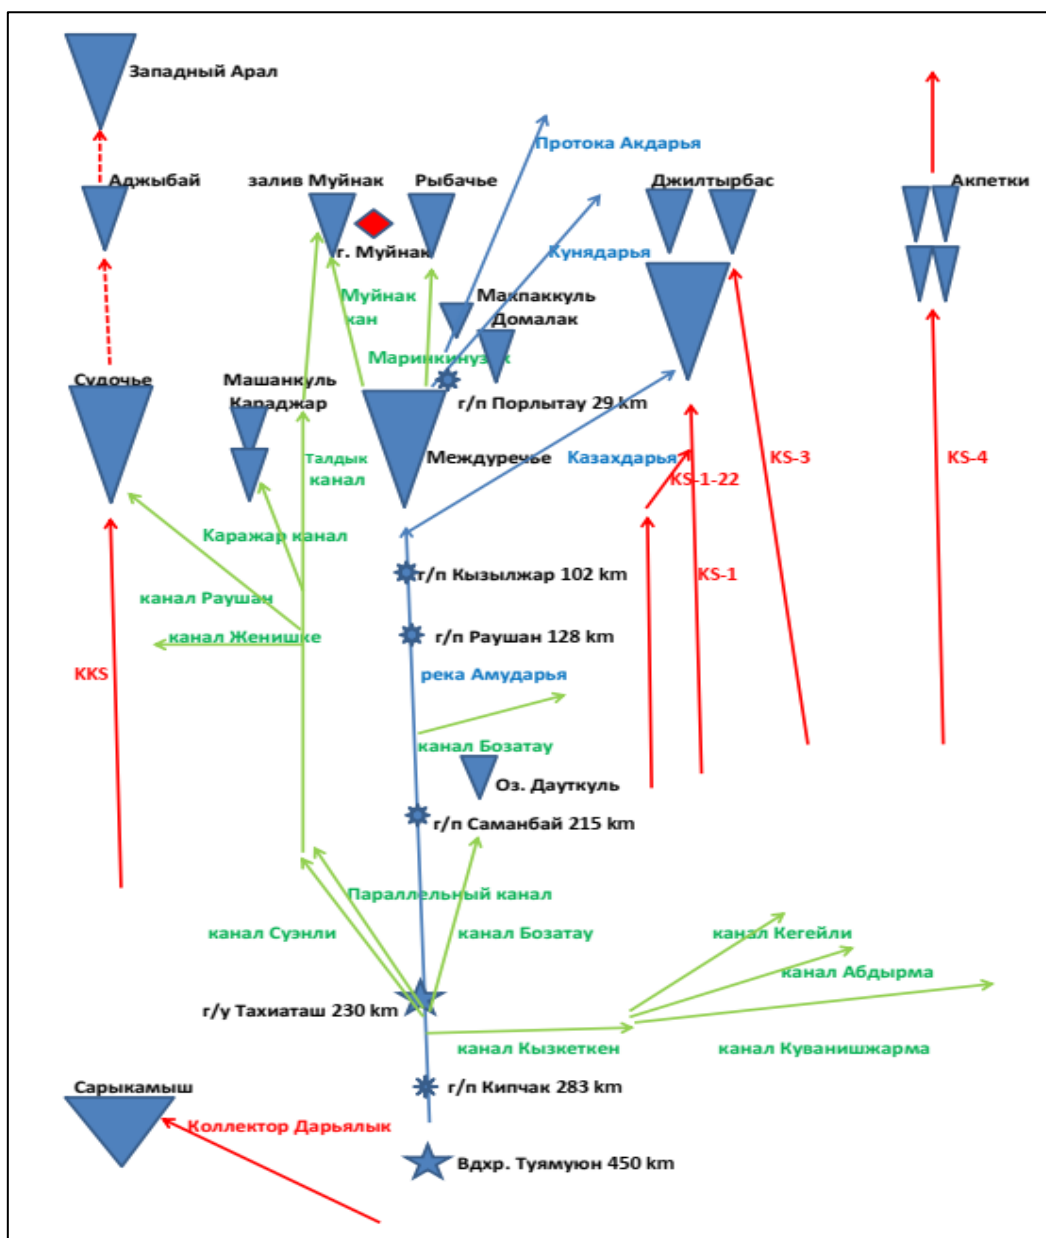 Западный Арал
Протока Акдарья
Аджыбай
залив Муйнак
Рыбачье
Джилтырбас
Акпетки
г. Муйнак
Кунядарья
Муйнак
кан
Макпаккуль
Домалак
Маринкинузяк
Судочье
Машанкуль
Караджар
г/п Порлытау 29 km
Талдык
канал
Междуречье
Казахдарья
KS-3
KS-4
KS-1-22
Каражар канал
г/п Кызылжар 102 km
KS-1
канал Раушан
канал Женишке
г/п Раушан 128 km
KKS
река Амударья
канал Бозатау
Оз. Дауткуль
г/п Саманбай 215 km
Параллельный канал
канал Суэнли
канал Бозатау
канал Кегейли
канал Абдырма
г/у Тахиаташ 230 km
канал Кызкеткен
канал Куванишжарма
Сарыкамыш
г/п Кипчак 283 km
Коллектор Дарьялык
Вдхр. Туямуюн 450 km